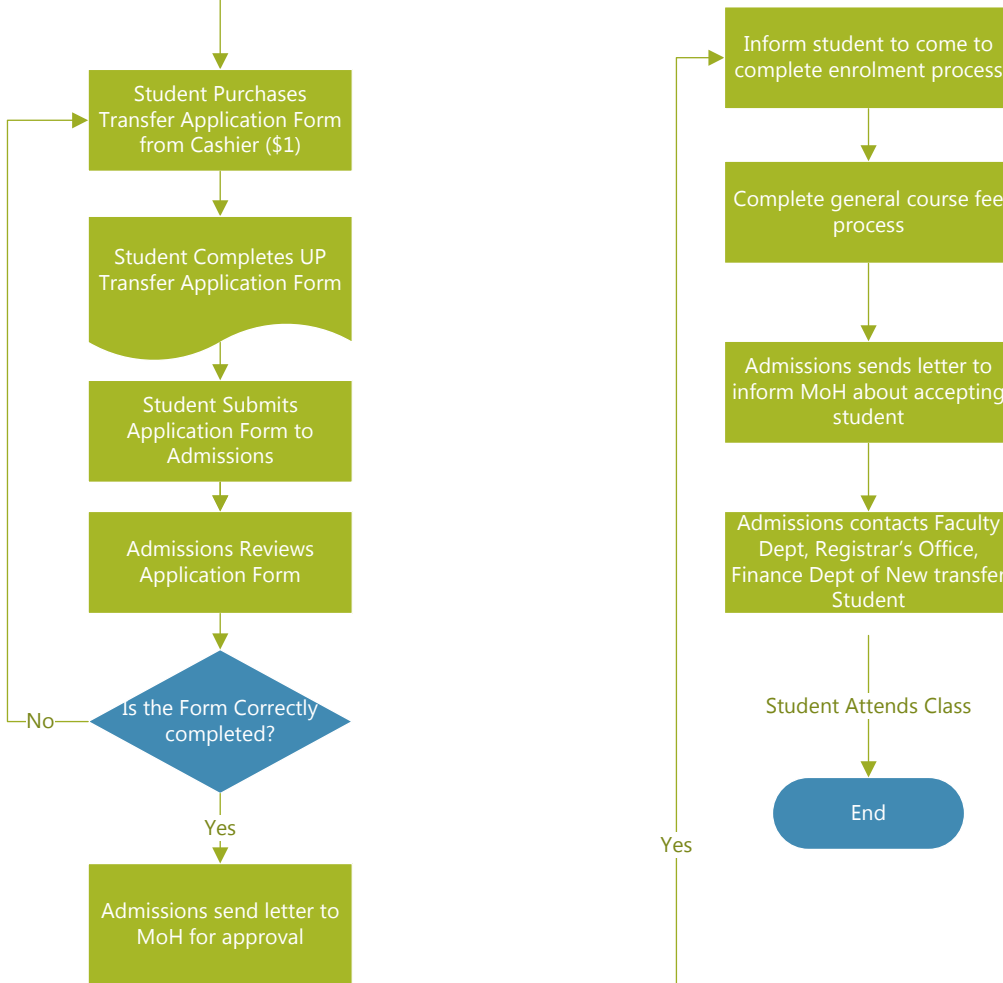 Student Purchases
Transfer Application Form
from Cashier ($1)
Student Completes UP
Transfer Application Form
Student Submits
Application Form to
Admissions
Admissions Reviews
Application Form
Is the Form Correctly
completed?
No
Yes
Admissions send letter to
MoH for approval
Yes
Inform student to come to
complete enrolment process
Complete general course fee
process
Admissions sends letter to
inform MoH about accepting
student
Admissions contacts Faculty
Dept, Registrar’s Office,
Finance Dept of New transfer
Student
Student Attends Class
End